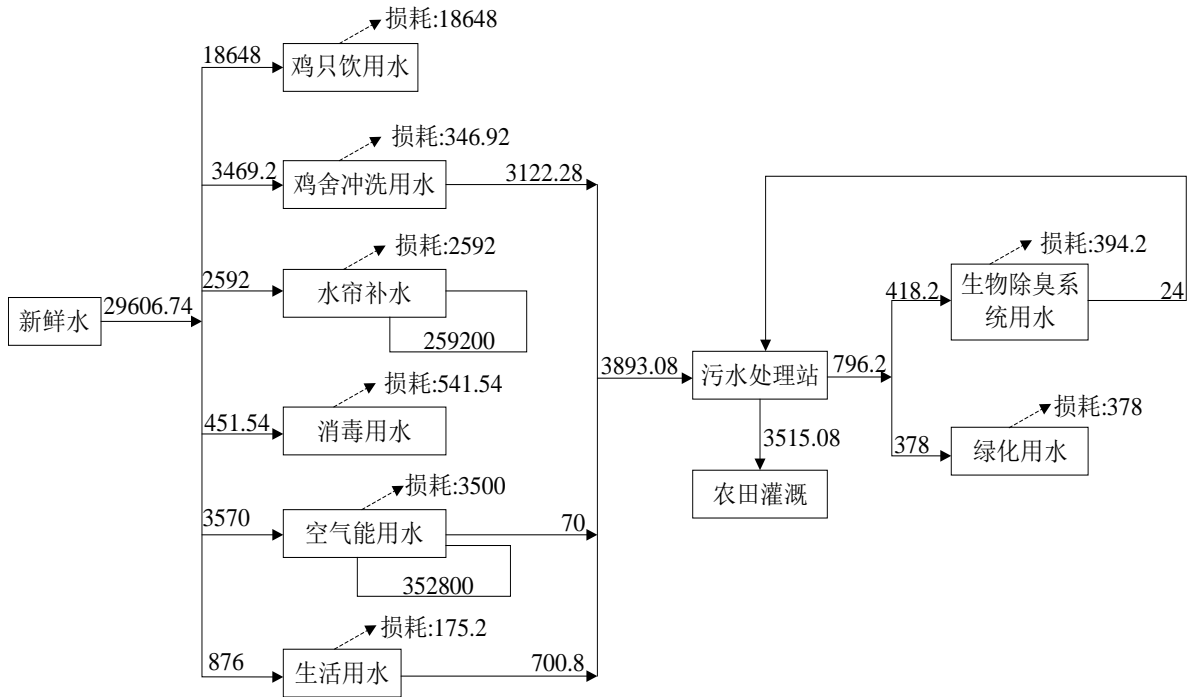 损耗:18648
18648
鸡只饮用水
损耗:346.92
3469.2
鸡舍冲洗用水
3122.28
损耗:2592
2592
水帘补水
259200
新鲜水
29606.74
损耗:541.54
451.54
消毒用水
损耗:3500
3570
空气能用水
70
352800
损耗:175.2
876
生活用水
700.8
3893.08
污水处理站
796.2
3515.08
农田灌溉
损耗:394.2
418.2
生物除臭系
统用水
24
损耗:378
378
绿化用水